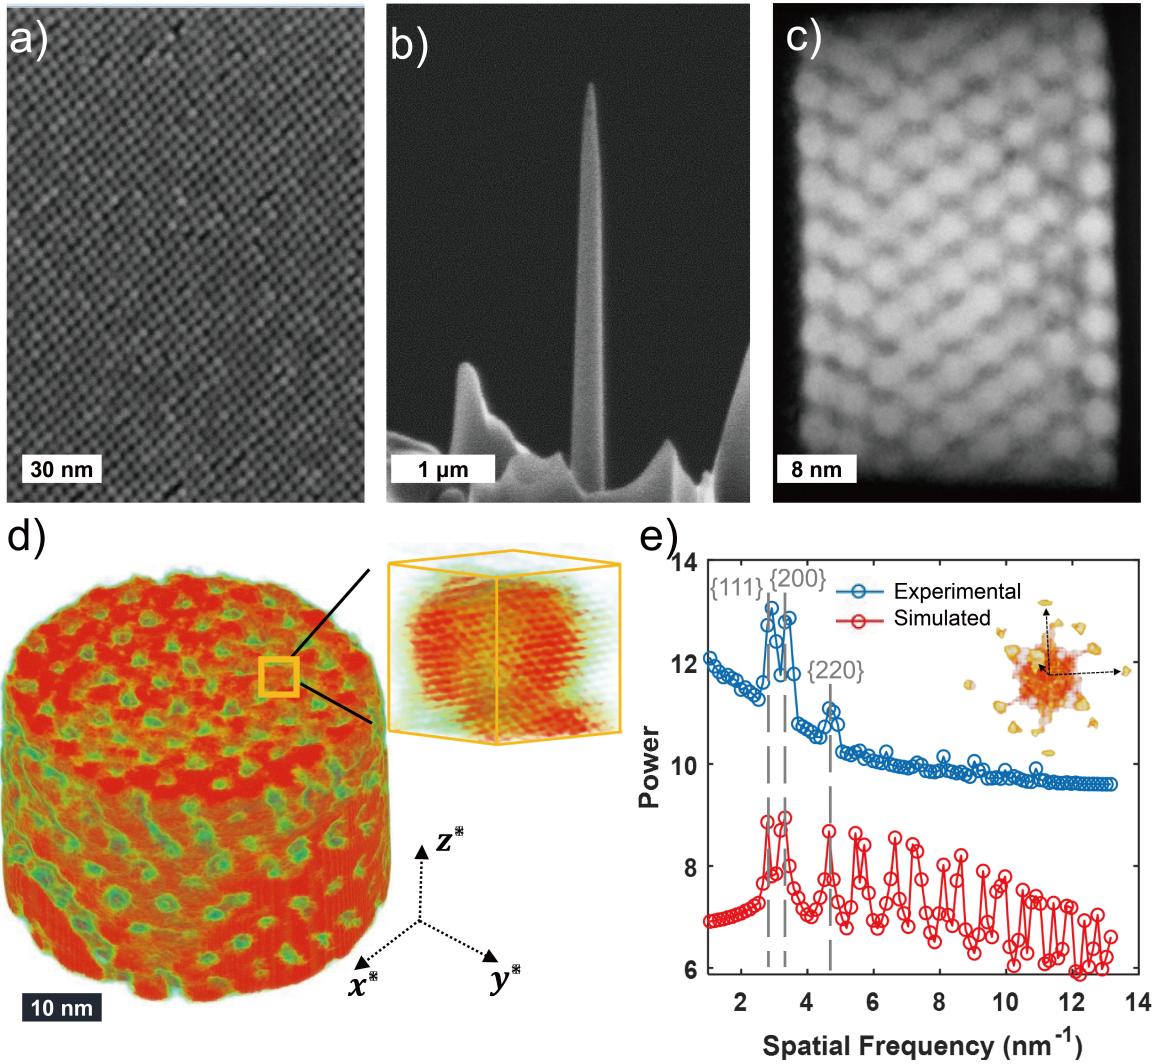 a)
b)
c)
30 nm
1 µm
8 nm
d)
e)
z*
x*
y*
10 nm
14
12
10
8
6
Power
{111}
{200}
{220}
Experimental
Simulated
2 4 6 8 10 12 14
Spatial Frequency (nm⁻¹)